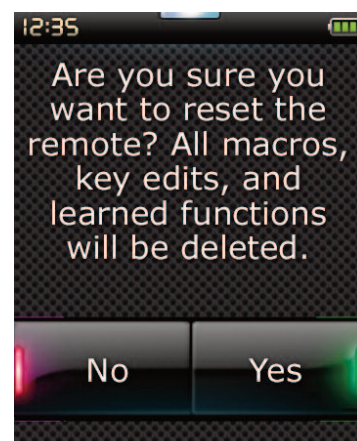 12:35
Are you sure you
want to reset the
remote? All macros,
key edits, and
learned functions
will be deleted.
No Yes